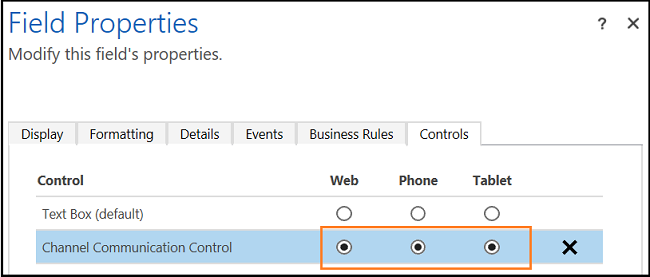 Field Properties
? ×
Modify this field's properties.
Display Formatting Details Events Business Rules Controls
Control Web Phone Tablet
Text Box (default)
Channel Communication Control